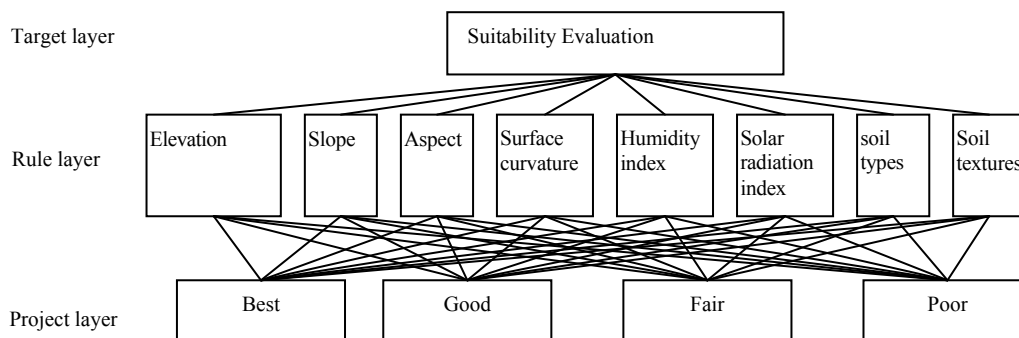 Target layer
Suitability Evaluation
Rule layer
Elevation
Slope
Aspect
Surface
curvature
Humidity
index
Solar
radiation
index
soil
types
Soil
textures
Project layer
Best
Good
Fair
Poor